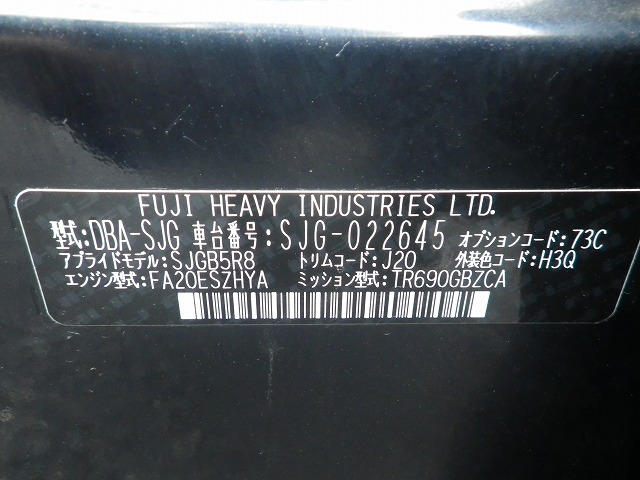 FUJI HEAVY INDUSTRIES LTD.
型式:DBA-SJG 車台番号:SJG-022645 オプションコード:73C
アプライドモデル:SJGB5R8 トリムコード:J20 外装色コード:H3Q
エンジン型式:FA20ESZHYA ミッション型式:TR690GBZCA